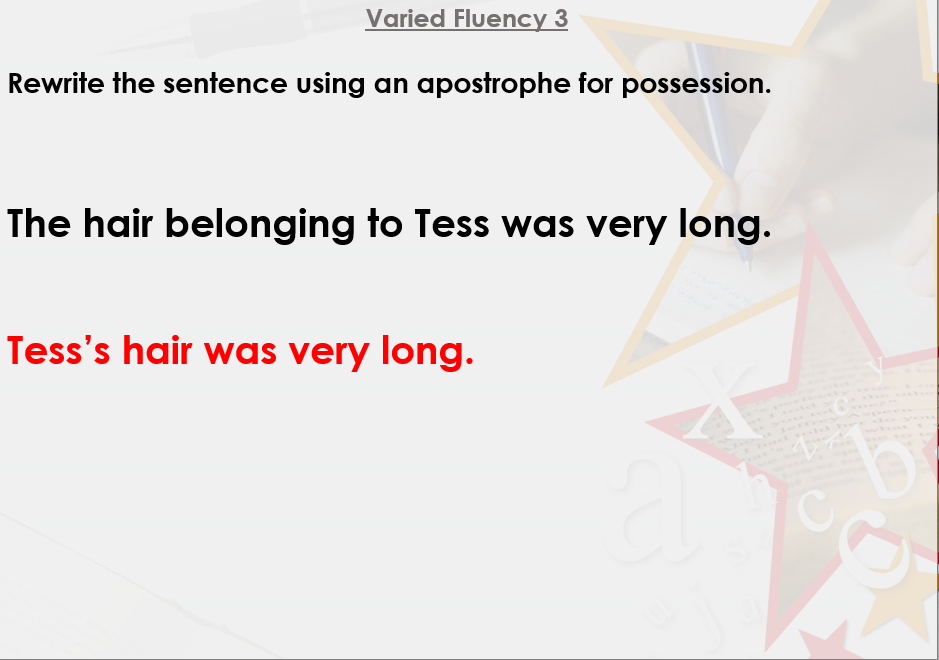 Varied Fluency 3
Rewrite the sentence using an apostrophe for possession.
The hair belonging to Tess was very long.
Tess’s hair was very long.